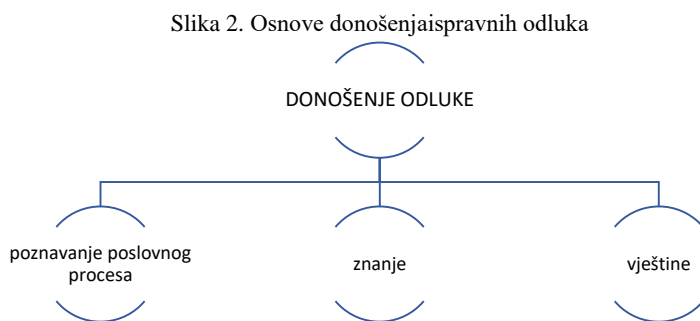 Slika 2. Osnove donošenjaispravnih odluka
DONOŠENJE ODLUKE
poznavanje poslovnog
procesa
znanje
vještine